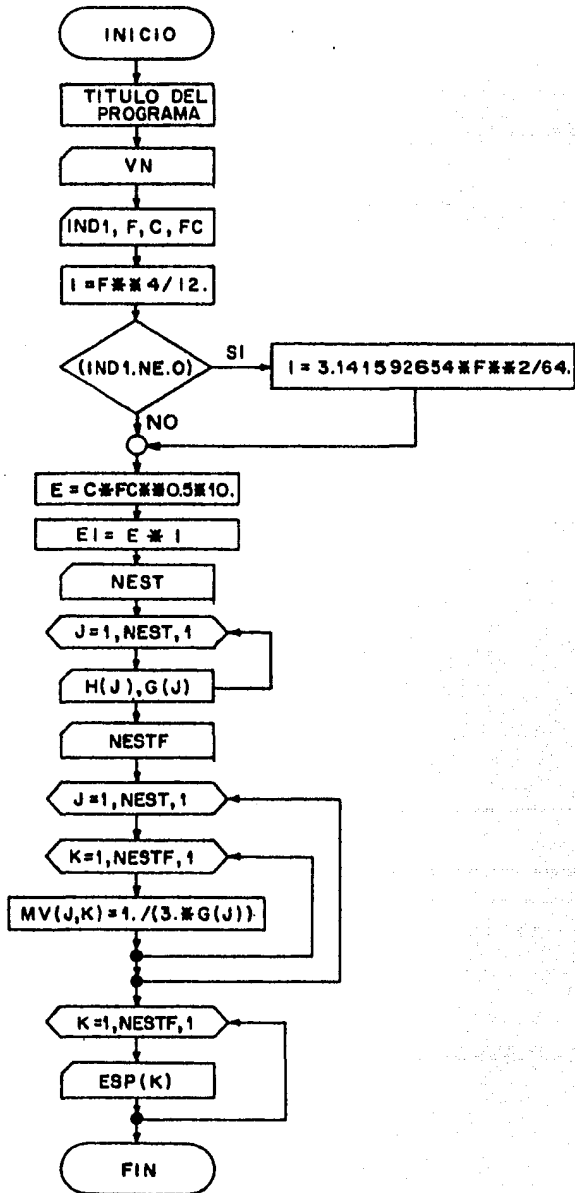 INICIO
TITULO DEL
PROGRAMA
VN
IND1, F, C, FC
I = F**4/12.
(IND1.NE.0)
SI
I = 3.141592654*F**2/64.
NO
E = C*FC**0.5*10.
EI = E * I
NEST
J=1,NEST,1
H(J),G(J)
NESTF
J=1,NEST,1
K=1,NESTF,1
MV(J,K)=1./(3.*G(J))
K=1,NESTF,1
ESP(K)
FIN